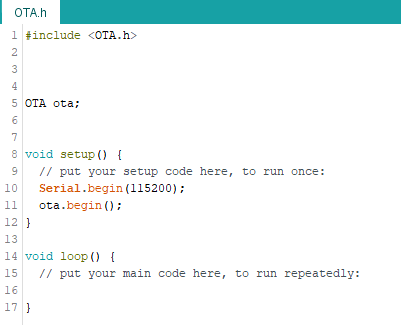 OTA.h
1 #include <OTA.h>
2
3
4
5 OTA ota;
6
7
8 void setup() {
9   // put your setup code here, to run once:
10   Serial.begin(115200);
11   ota.begin();
12 }
13
14 void loop() {
15   // put your main code here, to run repeatedly:
16
17 }